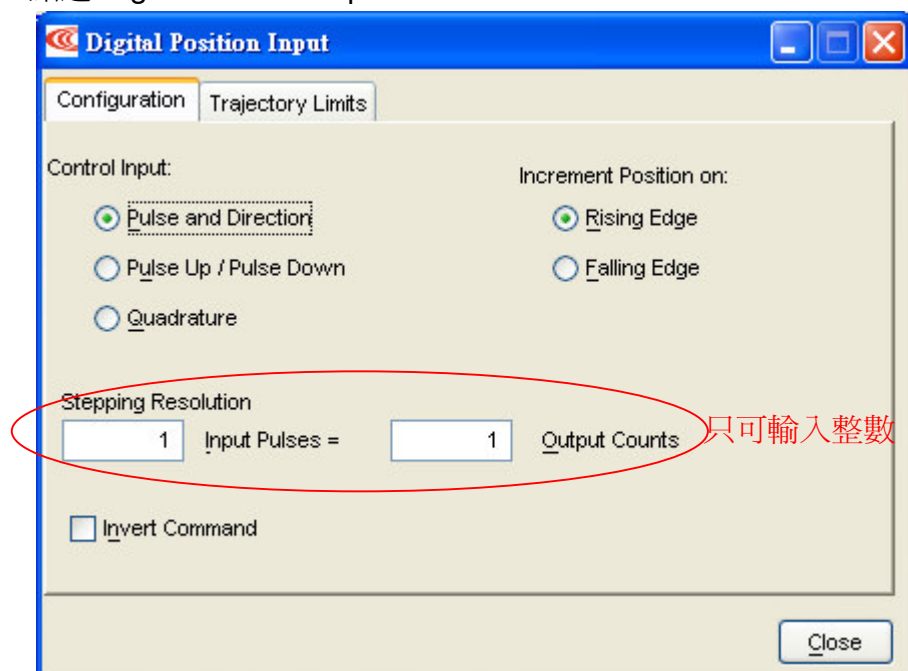 Digital Position Input
Configuration
Trajectory Limits
Control Input:
Increment Position on:
Pulse and Direction
Rising Edge
Pulse Up / Pulse Down
Falling Edge
Quadrature
Stepping Resolution
1 Input Pulses = 1 Output Counts
只可輸入整數
Invert Command
Close